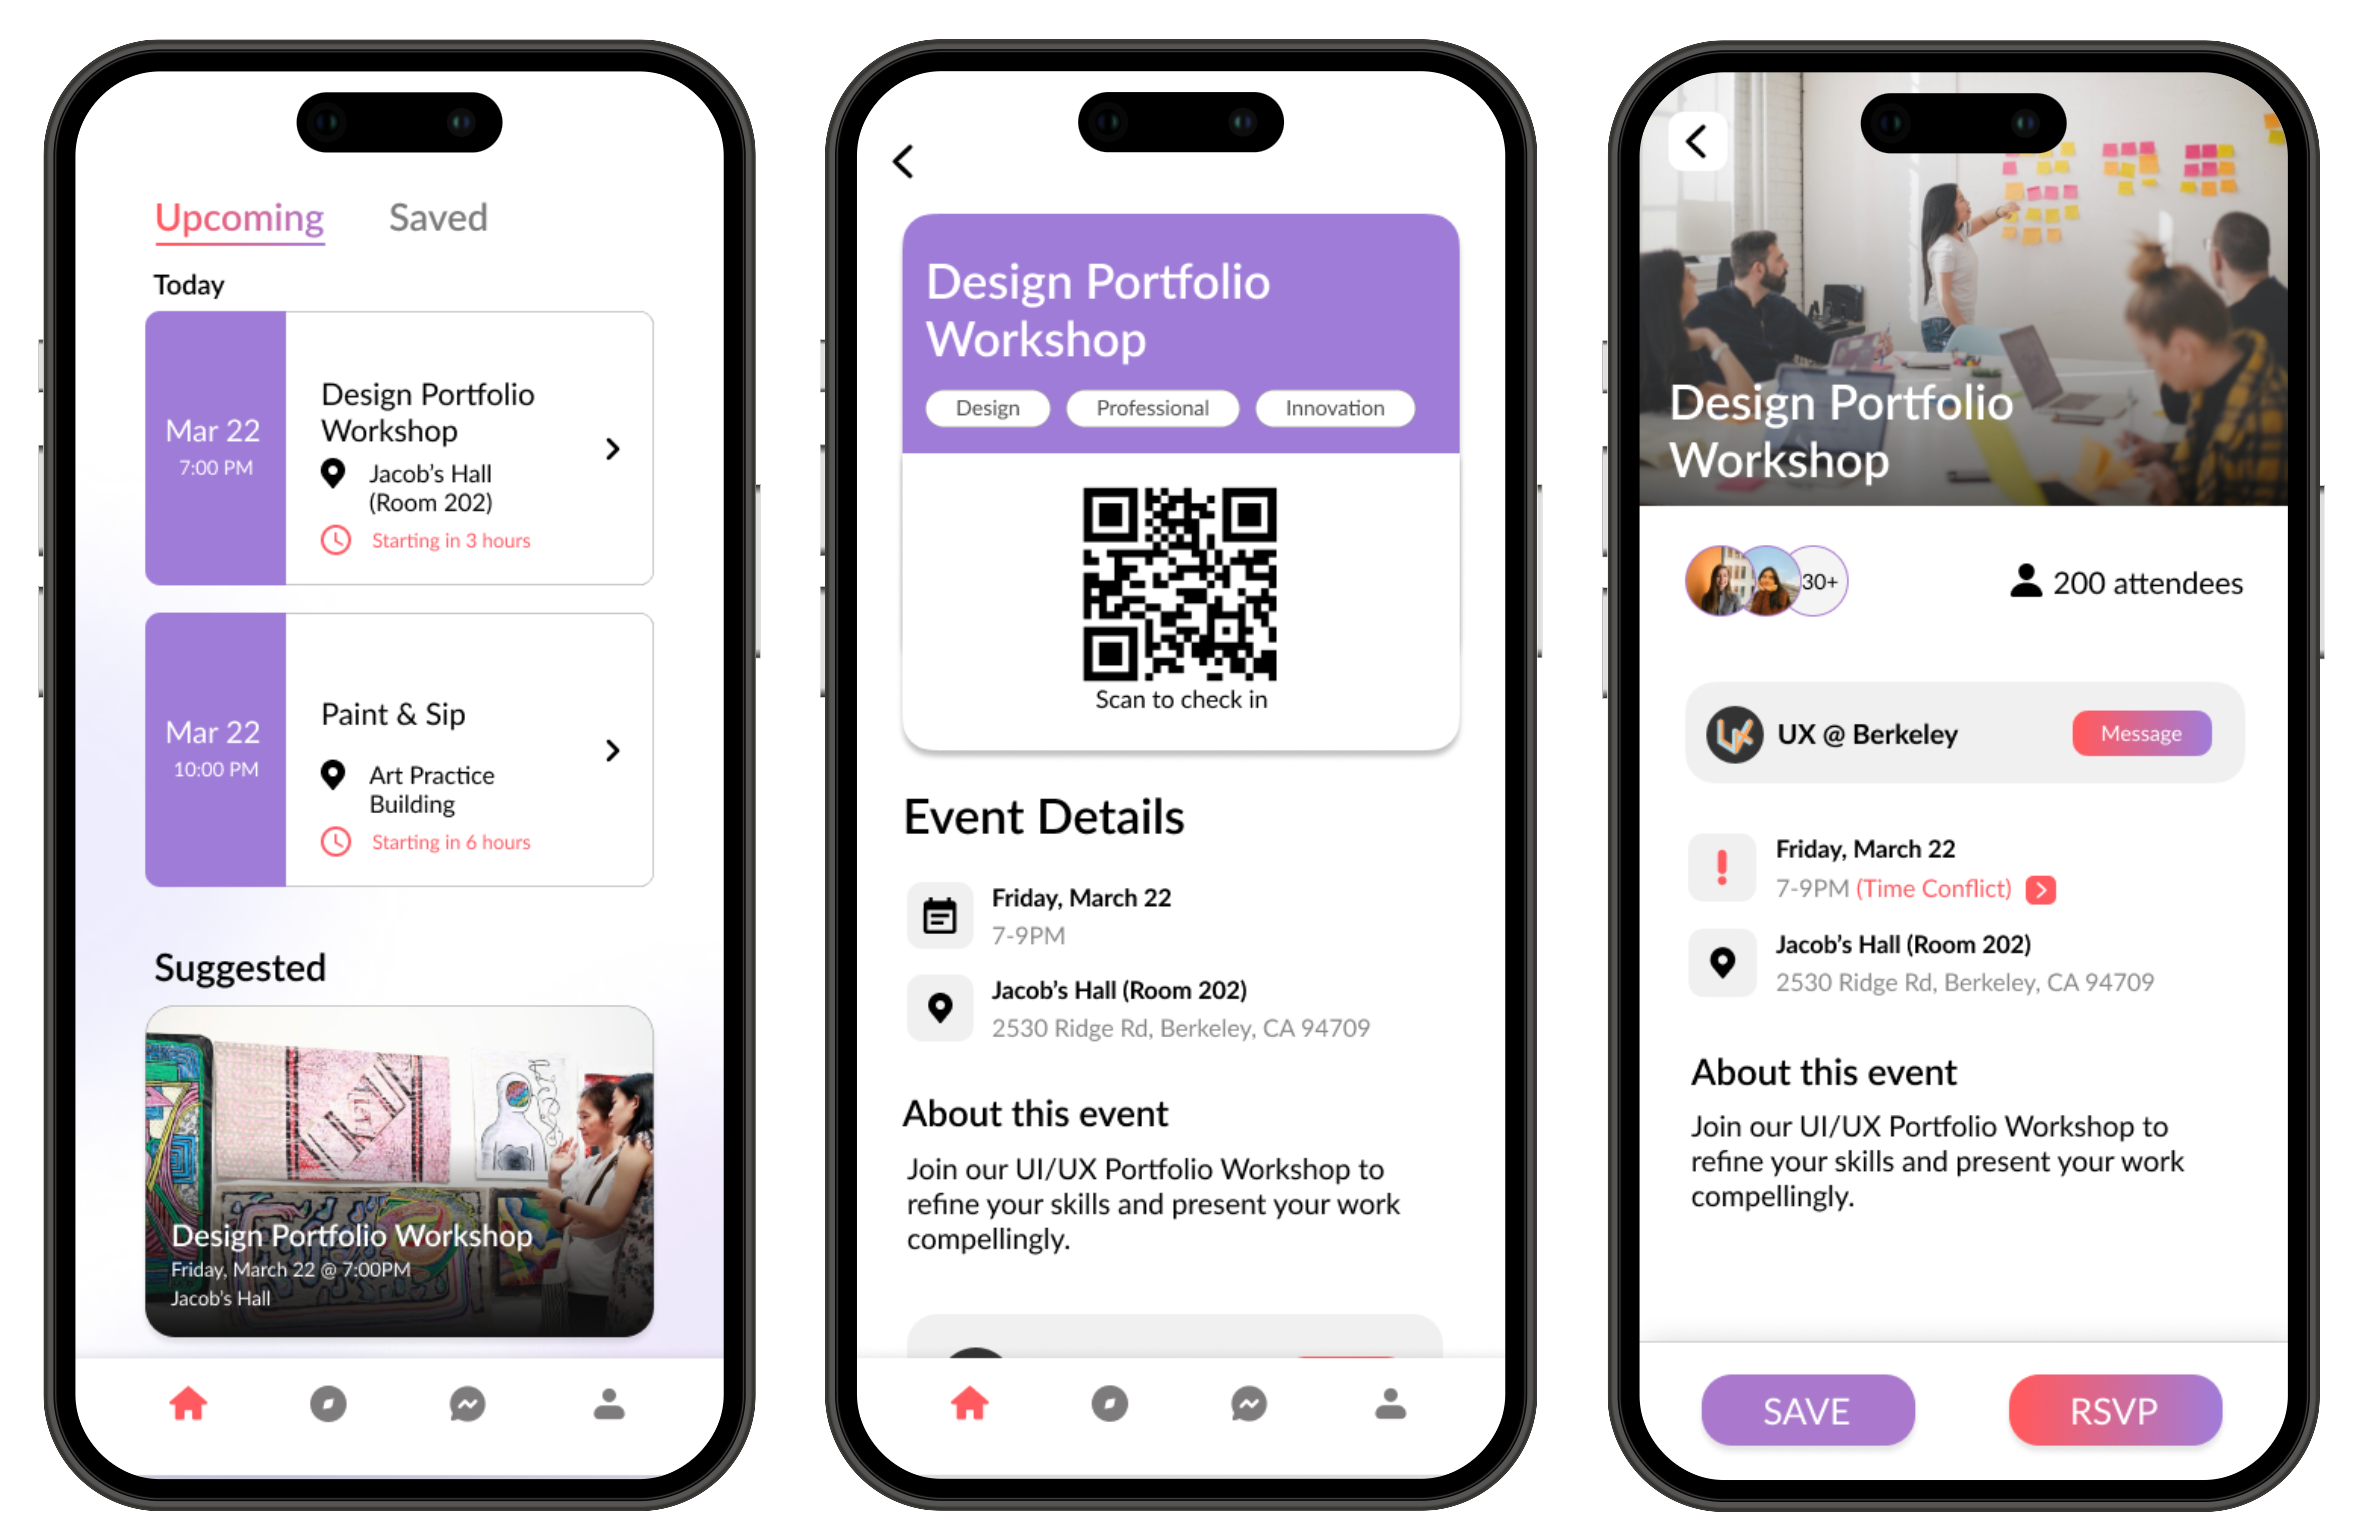 Upcoming
Saved
Today
Mar 22
7:00 PM
Design Portfolio
Workshop
Jacob's Hall
(Room 202)
Starting in 3 hours
Mar 22
10:00 PM
Paint & Sip
Art Practice
Building
Starting in 6 hours
Suggested
Design Portfolio Workshop
Friday, March 22 @ 7:00PM
Jacob's Hall
Design Portfolio
Workshop
Design
Professional
Innovation
Scan to check in
Event Details
Friday, March 22
7-9PM
Jacob's Hall (Room 202)
2530 Ridge Rd, Berkeley, CA 94709
About this event
Join our UI/UX Portfolio Workshop to
refine your skills and present your work
compellingly.
Design Portfolio
Workshop
30+
200 attendees
UX
UX @ Berkeley
Message
Friday, March 22
7-9PM (Time Conflict)
Jacob's Hall (Room 202)
2530 Ridge Rd, Berkeley, CA 94709
About this event
Join our UI/UX Portfolio Workshop to
refine your skills and present your work
compellingly.
SAVE
RSVP